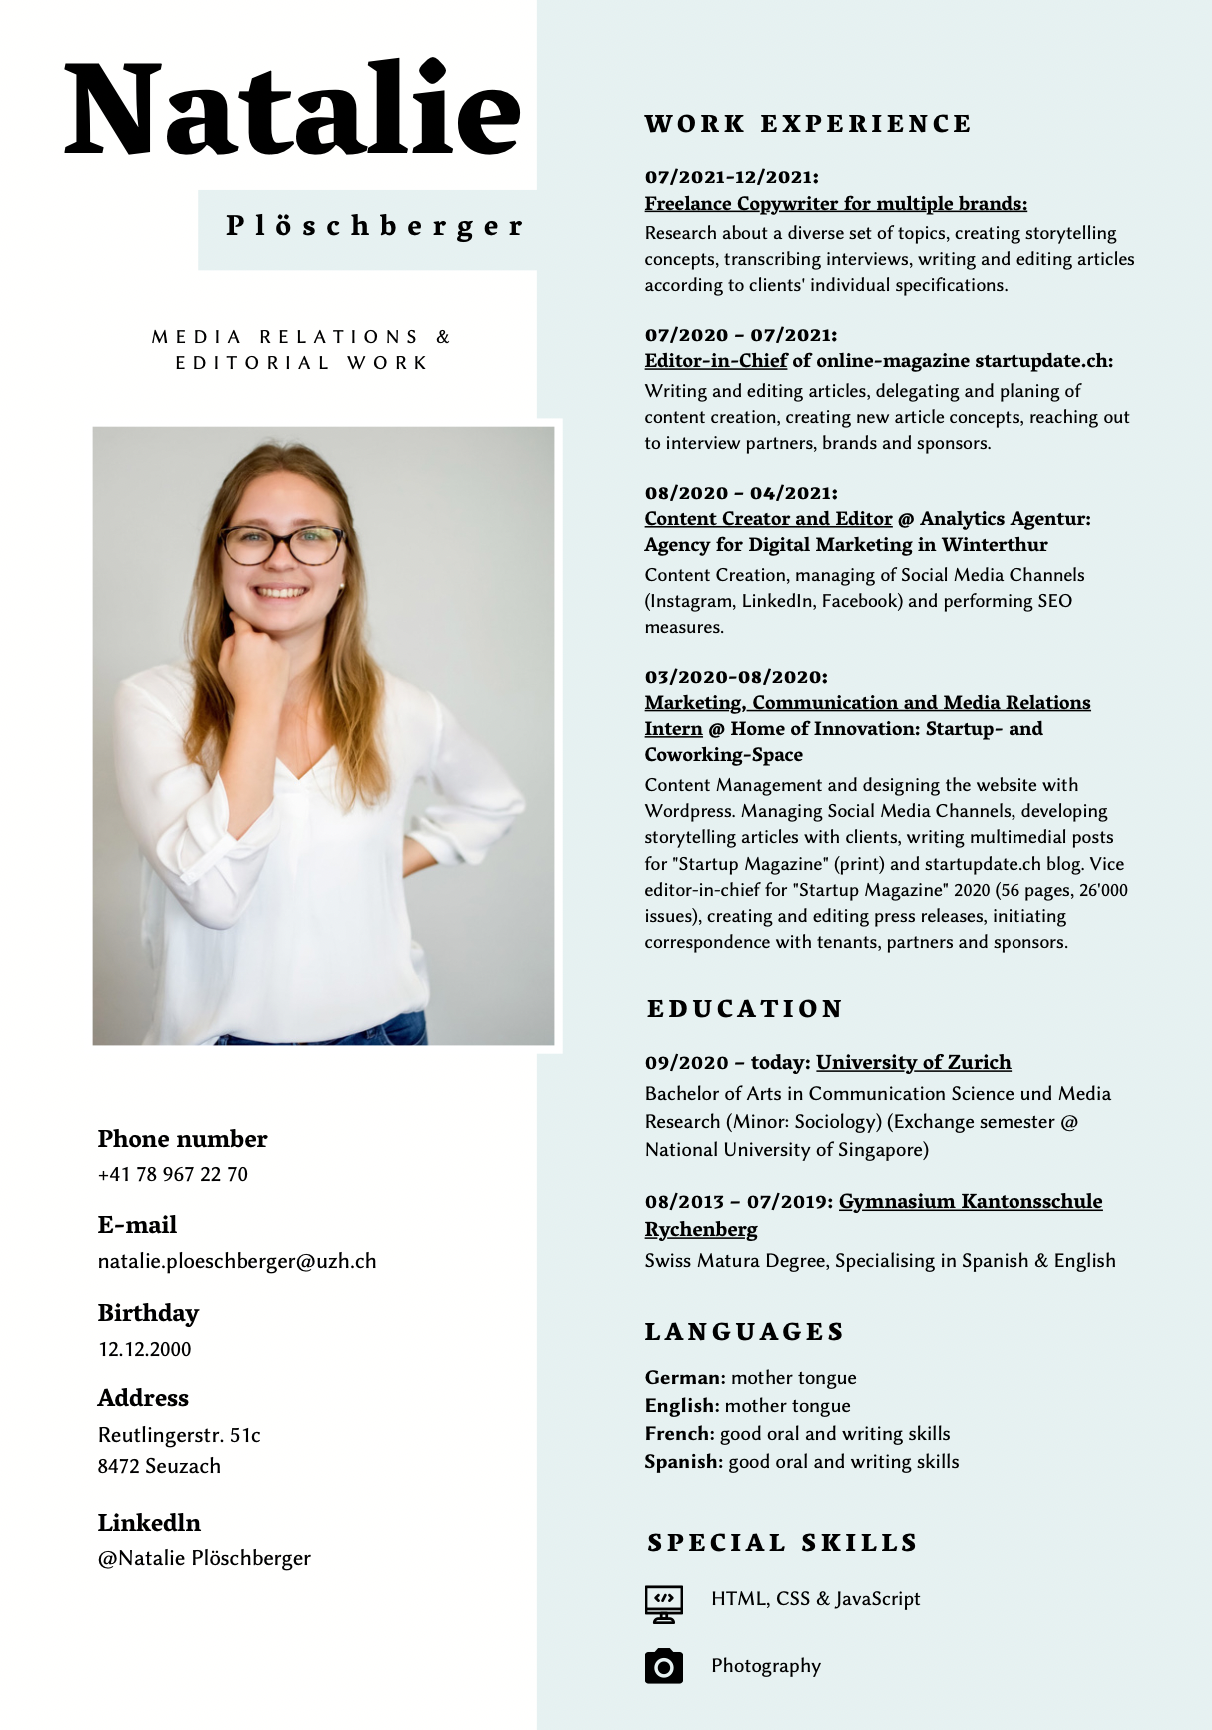 Natalie
Plöschberger
MEDIA RELATIONS &
EDITORIAL WORK
Phone number
+41 78 967 22 70
E-mail
natalie.ploeschberger@uzh.ch
Birthday
12.12.2000
Address
Reutlingerstr. 51c
8472 Seuzach
Linkedln
@Natalie Plöschberger
WORK EXPERIENCE
07/2021-12/2021:
Freelance Copywriter for multiple brands:
Research about a diverse set of topics, creating storytelling
concepts, transcribing interviews, writing and editing articles
according to clients' individual specifications.
07/2020 – 07/2021:
Editor-in-Chief of online-magazine startupdate.ch:
Writing and editing articles, delegating and planing of
content creation, creating new article concepts, reaching out
to interview partners, brands and sponsors.
08/2020 – 04/2021:
Content Creator and Editor @ Analytics Agentur:
Agency for Digital Marketing in Winterthur
Content Creation, managing of Social Media Channels
(Instagram, LinkedIn, Facebook) and performing SEO
measures.
03/2020-08/2020:
Marketing, Communication and Media Relations
Intern @ Home of Innovation: Startup- and
Coworking-Space
Content Management and designing the website with
Wordpress. Managing Social Media Channels, developing
storytelling articles with clients, writing multimedial posts
for "Startup Magazine" (print) and startupdate.ch blog. Vice
editor-in-chief for "Startup Magazine" 2020 (56 pages, 26'000
issues), creating and editing press releases, initiating
correspondence with tenants, partners and sponsors.
EDUCATION
09/2020 – today: University of Zurich
Bachelor of Arts in Communication Science und Media
Research (Minor: Sociology) (Exchange semester @
National University of Singapore)
08/2013 – 07/2019: Gymnasium Kantonsschule
Rychenberg
Swiss Matura Degree, Specialising in Spanish & English
LANGUAGES
German: mother tongue
English: mother tongue
French: good oral and writing skills
Spanish: good oral and writing skills
SPECIAL SKILLS
HTML, CSS & JavaScript
Photography